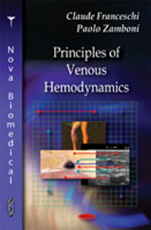 Claude Franceschi
Paolo Zamboni
Principles of
Venous
Hemodynamics
Nova Biomedical